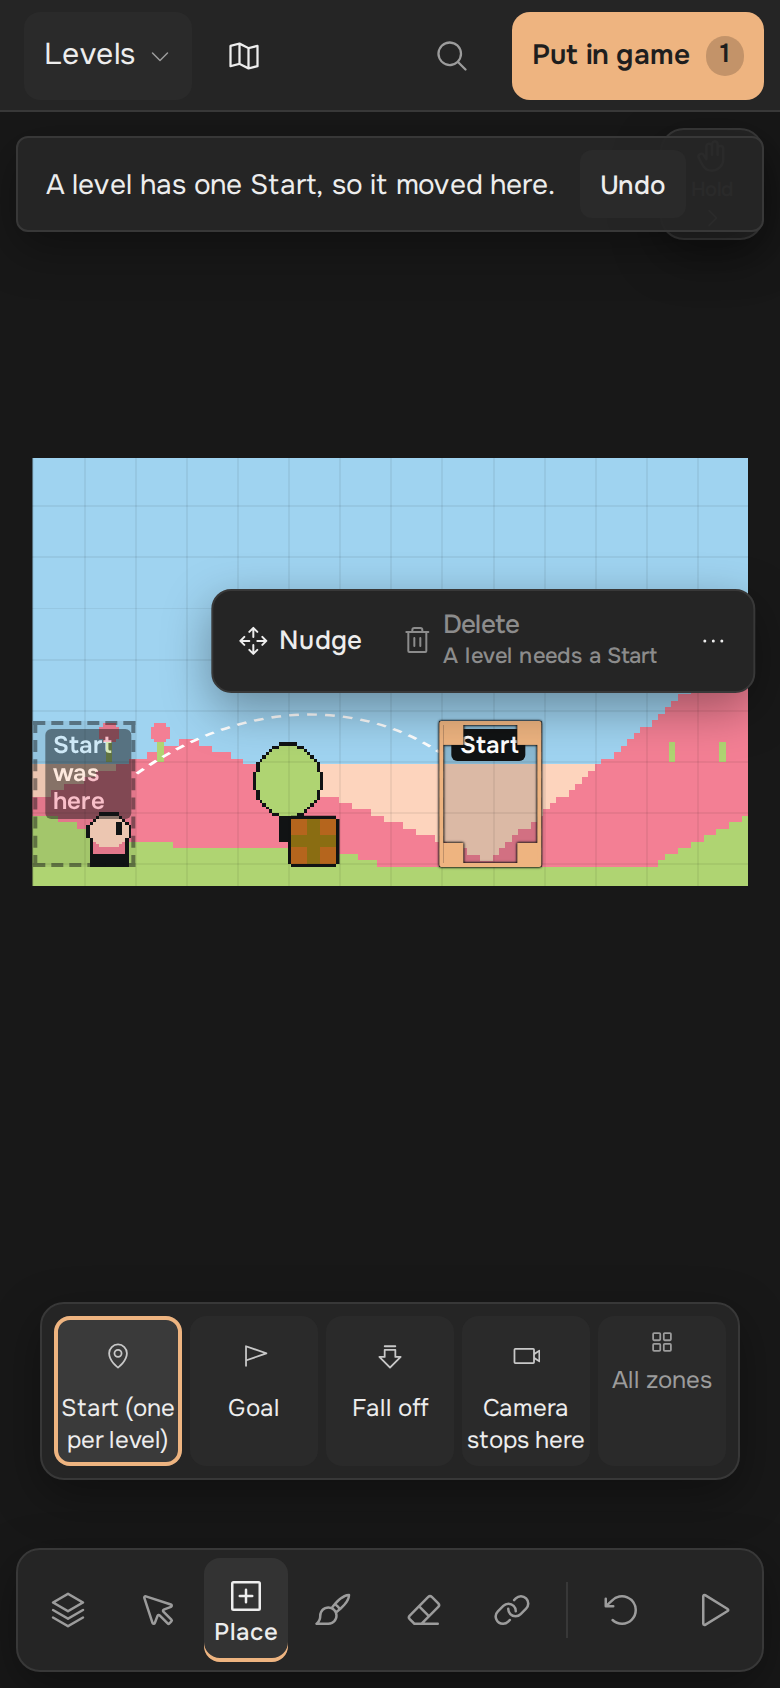 Levels
Put in game 1
A level has one Start, so it moved here.
Undo
Hold
Nudge
Delete
A level needs a Start
Start
was
here
Start
Start (one
per level)
Goal
Fall off
Camera
stops here
All zones
Place